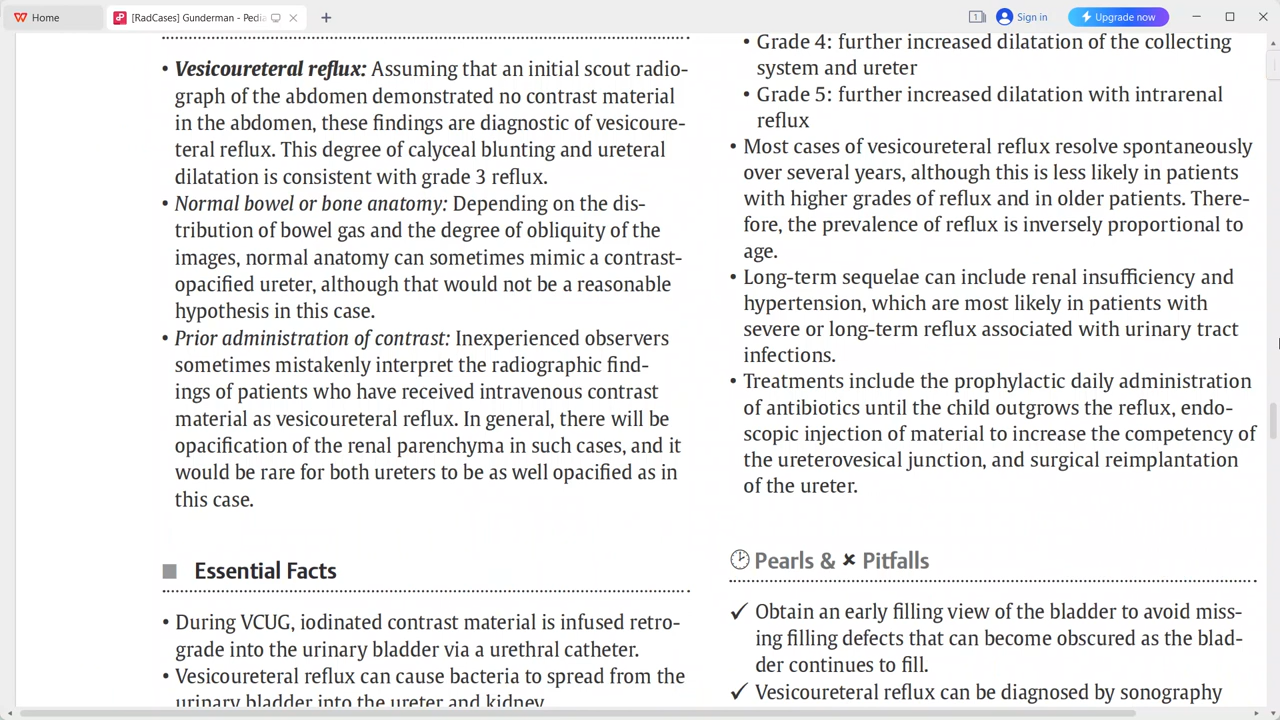 Home
[RadCases] Gunderman - Pedia
Sign in
Upgrade now
• Vesicoureteral reflux: Assuming that an initial scout radio-
graph of the abdomen demonstrated no contrast material
in the abdomen, these findings are diagnostic of vesicoure-
teral reflux. This degree of calyceal blunting and ureteral
dilatation is consistent with grade 3 reflux.
• Normal bowel or bone anatomy: Depending on the dis-
tribution of bowel gas and the degree of obliquity of the
images, normal anatomy can sometimes mimic a contrast-
opacified ureter, although that would not be a reasonable
hypothesis in this case.
• Prior administration of contrast: Inexperienced observers
sometimes mistakenly interpret the radiographic find-
ings of patients who have received intravenous contrast
material as vesicoureteral reflux. In general, there will be
opacification of the renal parenchyma in such cases, and it
would be rare for both ureters to be as well opacified as in
this case.
Essential Facts
• During VCUG, iodinated contrast material is infused retro-
grade into the urinary bladder via a urethral catheter.
• Vesicoureteral reflux can cause bacteria to spread from the
urinary bladder into the ureter and kidney.
• Grade 4: further increased dilatation of the collecting
system and ureter
• Grade 5: further increased dilatation with intrarenal
reflux
• Most cases of vesicoureteral reflux resolve spontaneously
over several years, although this is less likely in patients
with higher grades of reflux and in older patients. There-
fore, the prevalence of reflux is inversely proportional to
age.
• Long-term sequelae can include renal insufficiency and
hypertension, which are most likely in patients with
severe or long-term reflux associated with urinary tract
infections.
• Treatments include the prophylactic daily administration
of antibiotics until the child outgrows the reflux, endo-
scopic injection of material to increase the competency of
the ureterovesical junction, and surgical reimplantation
of the ureter.
Pearls & ✘ Pitfalls
✓ Obtain an early filling view of the bladder to avoid miss-
ing filling defects that can become obscured as the blad-
der continues to fill.
✓ Vesicoureteral reflux can be diagnosed by sonography